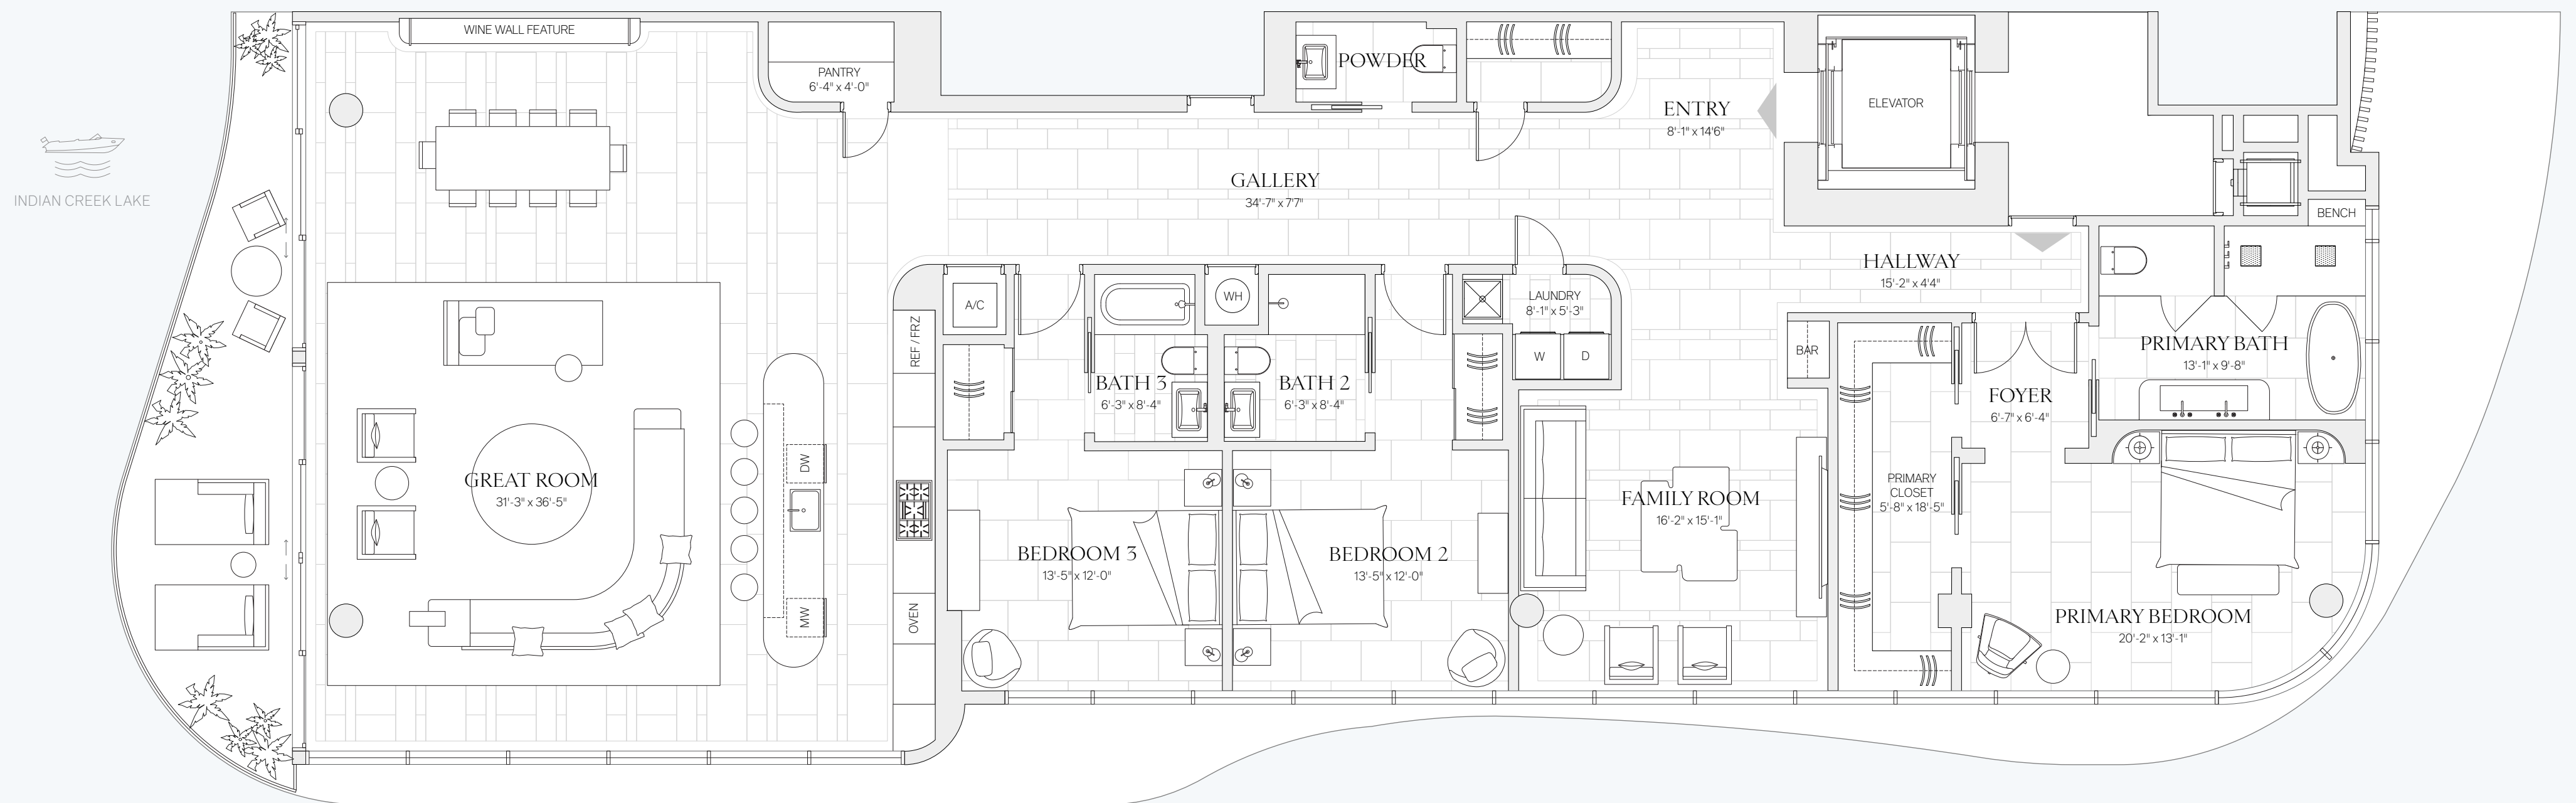 WINE WALL FEATURE
PANTRY
6'-4" x 4'-0"
POWDER
ENTRY
8'-1" x 14'6"
ELEVATOR
INDIAN CREEK LAKE
GALLERY
34'-7" x 7'7"
HALLWAY
15'-2" x 4'4"
BENCH
A/C
WH
LAUNDRY
8'-1" x 5'-3"
W
D
REF / FRZ
BAR
PRIMARY BATH
13'-1" x 9'-8"
BATH 3
6'-3" x 8'-4"
BATH 2
6'-3" x 8'-4"
FOYER
6'-7" x 6'-4"
GREAT ROOM
31'-3" x 36'-5"
DW
MW
OVEN
BEDROOM 3
13'-5" x 12'-0"
BEDROOM 2
13'-5" x 12'-0"
FAMILY ROOM
16'-2" x 15'-1"
PRIMARY
CLOSET
5'-8" x 18'-5"
PRIMARY BEDROOM
20'-2" x 13'-1"